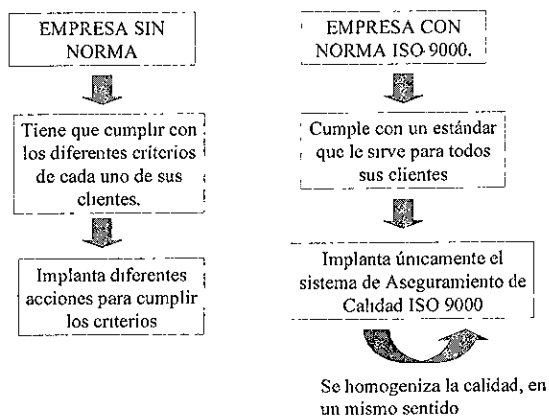 EMPRESA SIN
NORMA
Tiene que cumplir con
los diferentes criterios
de cada uno de sus
clientes.
Implanta diferentes
acciones para cumplir
los criterios
EMPRESA CON
NORMA ISO 9000.
Cumple con un estándar
que le sirve para todos
sus clientes
Implanta únicamente el
sistema de Aseguramiento de
Calidad ISO 9000
Se homogeniza la calidad, en
un mismo sentido